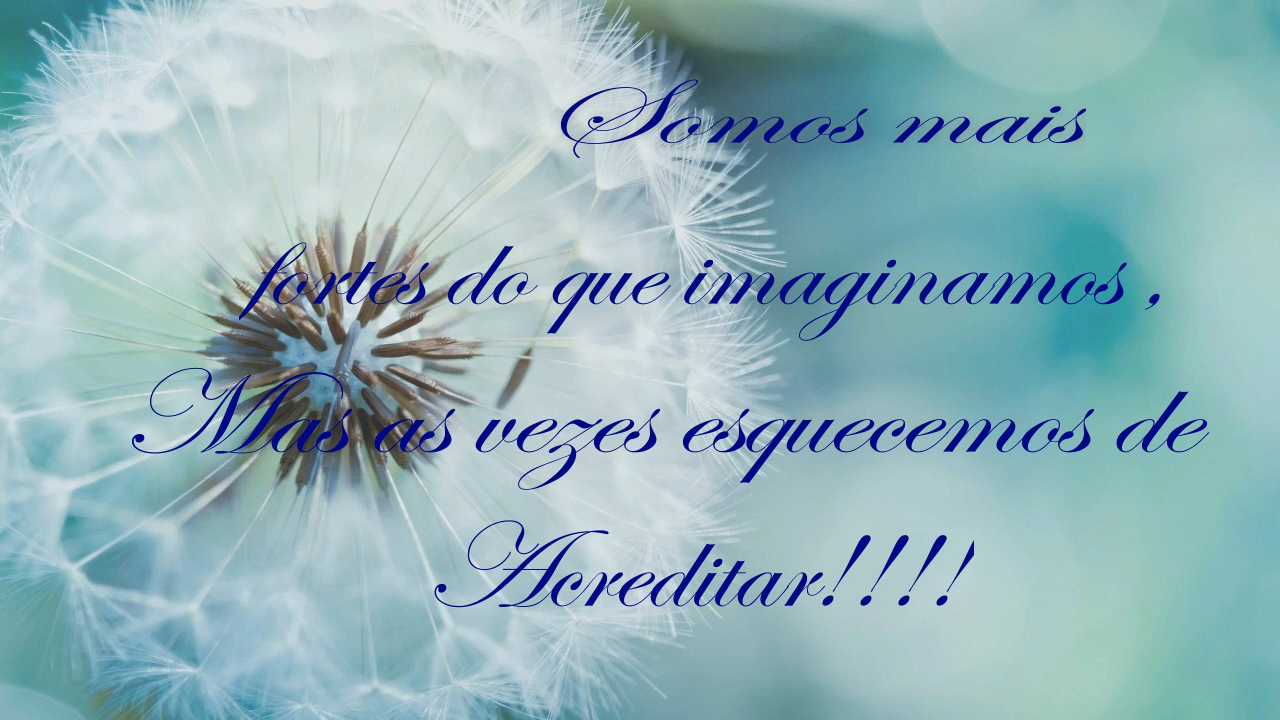 Somos mais
fortes do que imaginamos ,
Mas as vezes esquecemos de
Acreditar!!!!